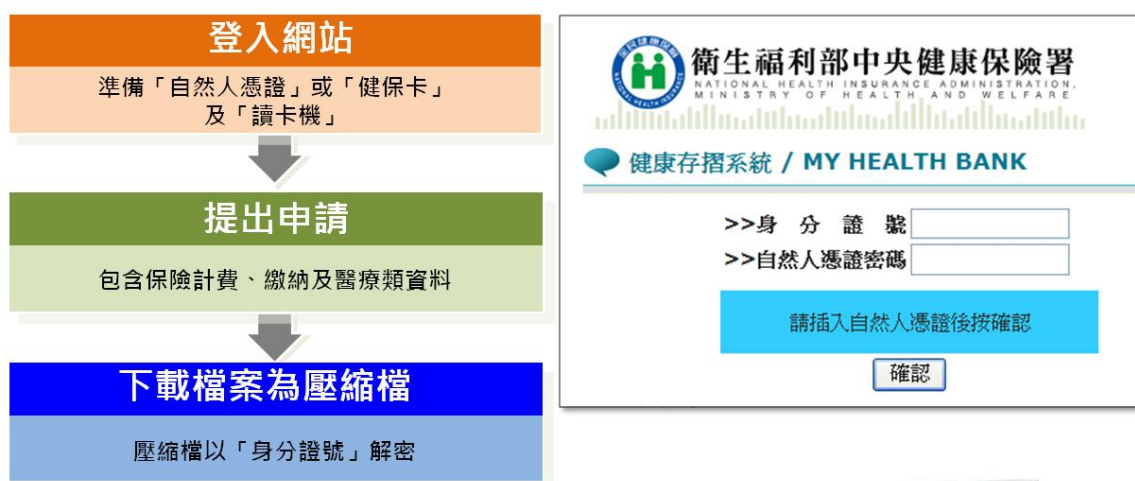 登入網站
準備「自然人憑證」或「健保卡」
及「讀卡機」
提出申請
包含保險計費、繳納及醫療類資料
下載檔案為壓縮檔
壓縮檔以「身分證號」解密
衛生福利部中央健康保險署
NATIONAL HEALTH INSURANCE ADMINISTRATION,
MINISTRY OF HEALTH AND WELFARE
健康存摺系統 / MY HEALTH BANK
>>身 分 證 號
>>自然人憑證密碼
請插入自然人憑證後按確認
確認